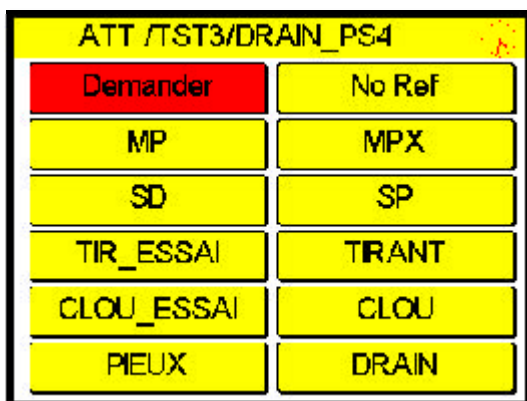 ATT /TST3/DRAIN_PS4
Demander No Ref
MP MPX
SD SP
TIR_ESSAI TIRANT
CLOU_ESSAI CLOU
PIEUX DRAIN